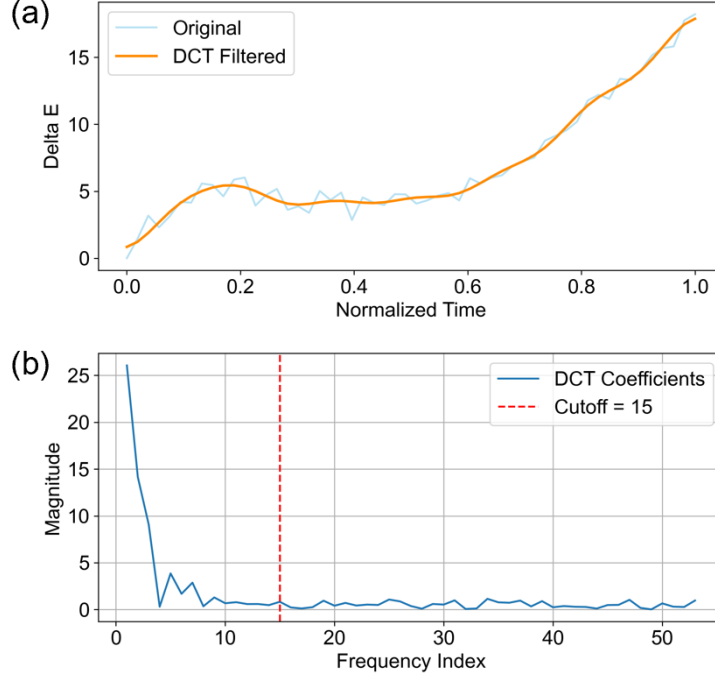 (a)
Original
DCT Filtered
15
10
5
0
Delta E
0.0 0.2 0.4 0.6 0.8 1.0
Normalized Time
(b)
DCT Coefficients
Cutoff = 15
25
20
15
10
5
0
Magnitude
0 10 20 30 40 50
Frequency Index